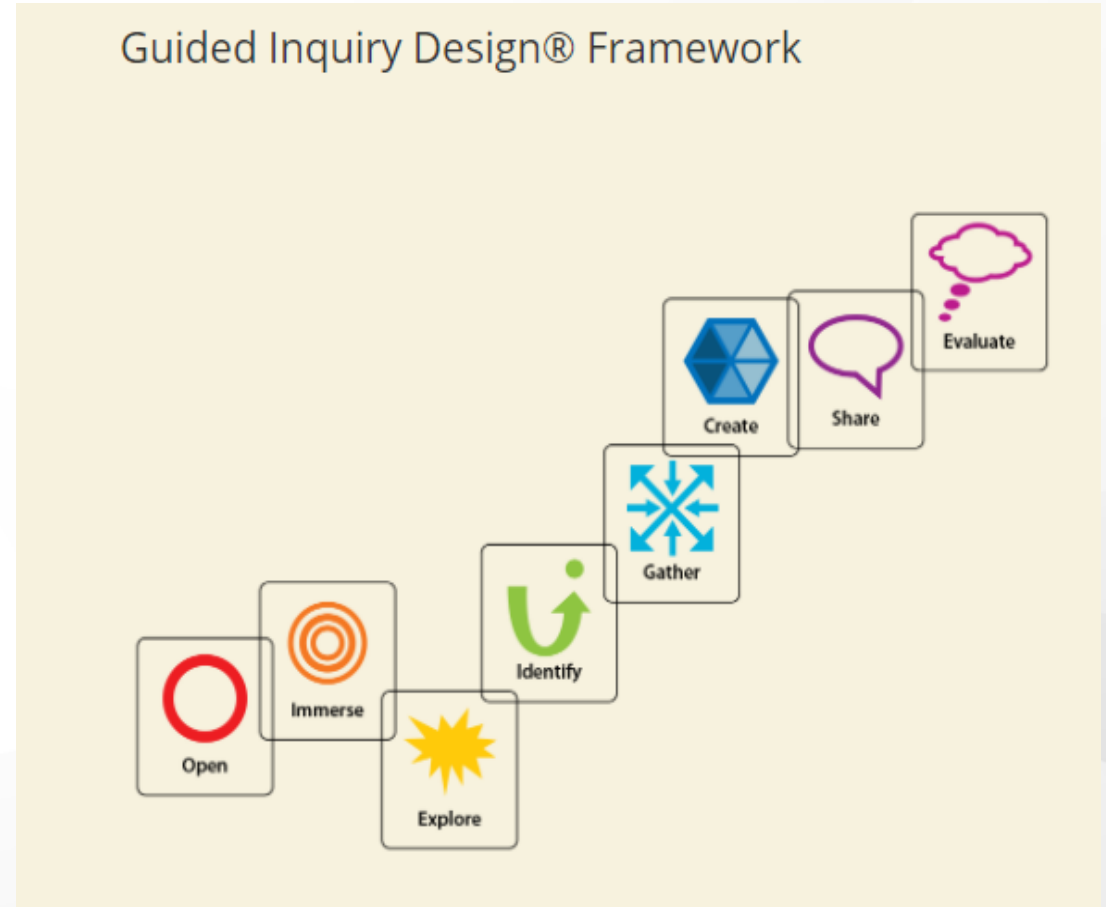 Guided Inquiry Design® Framework
Open
Immerse
Explore
Identify
Gather
Create
Share
Evaluate